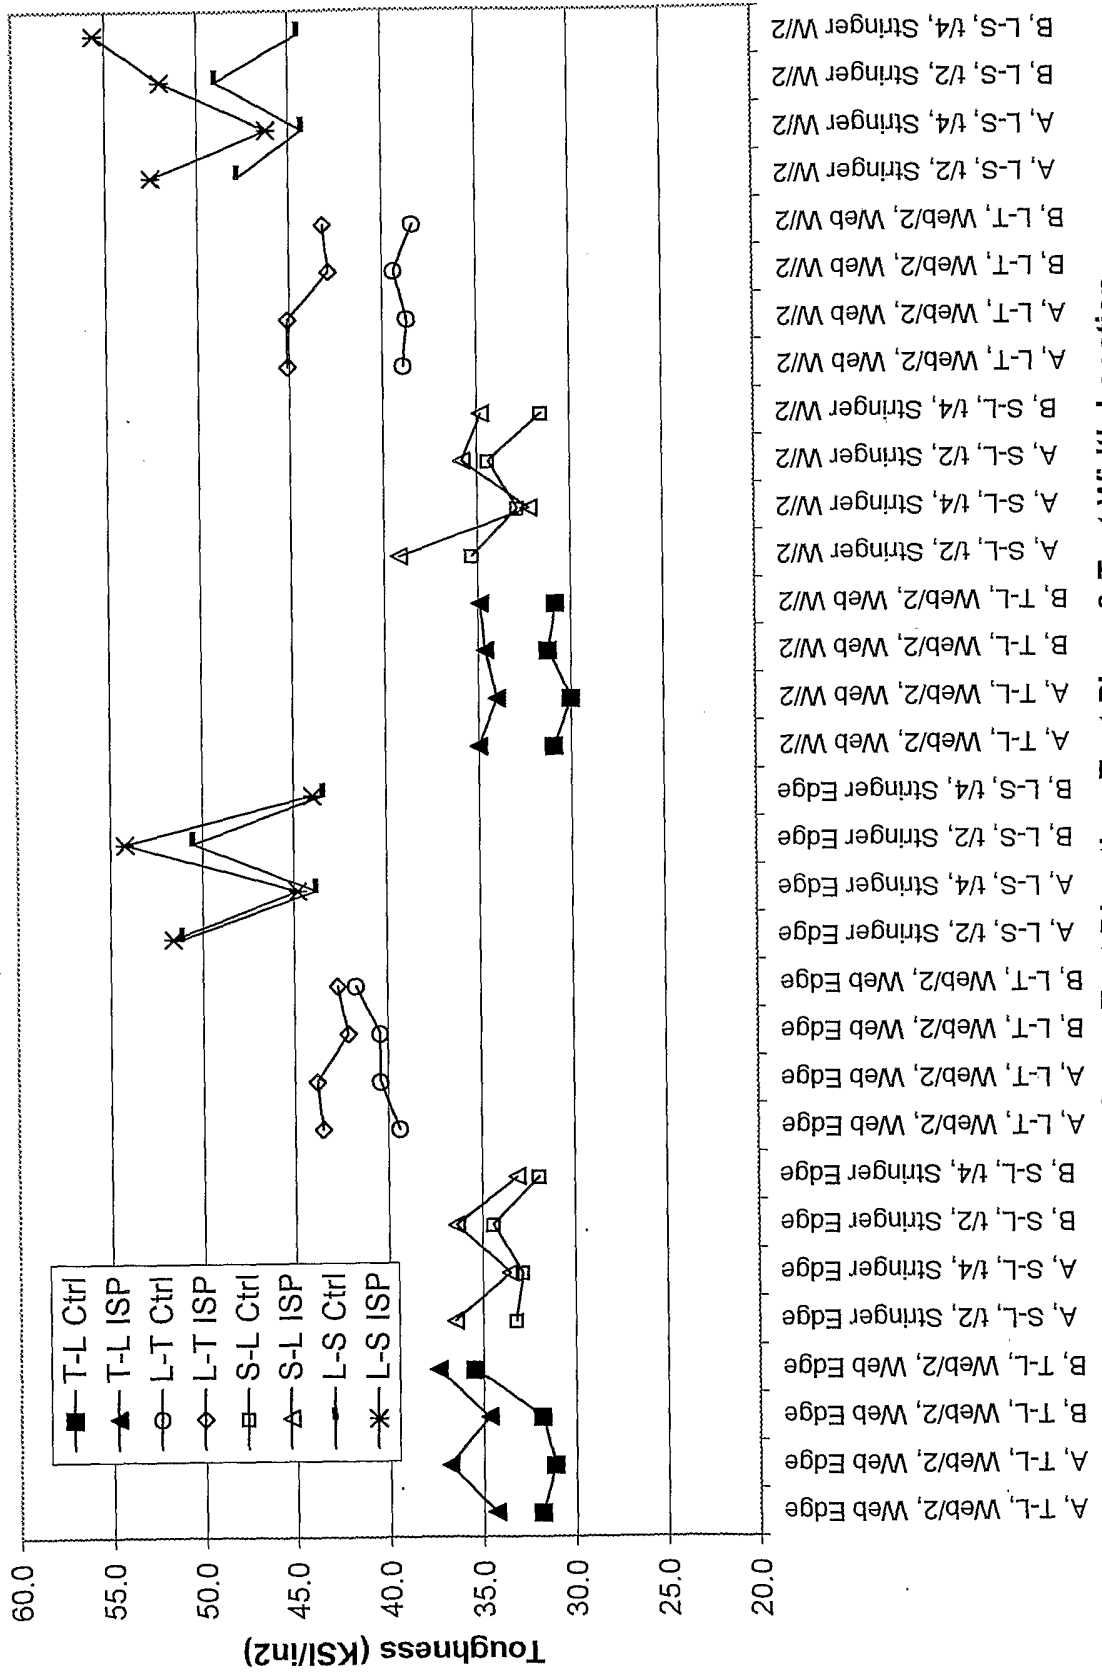 Toughness (KSI/in2)
60.0
55.0
50.0
45.0
40.0
35.0
30.0
25.0
20.0
T-L Ctrl
T-L ISP
L-T Ctrl
L-T ISP
S-L Ctrl
S-L ISP
L-S Ctrl
L-S ISP
A, T-L, Web/2, Web Edge
A, T-L, Web/2, Web Edge
B, T-L, Web/2, Web Edge
B, T-L, Web/2, Web Edge
A, S-L, t/2, Stringer Edge
A, S-L, t/4, Stringer Edge
B, S-L, t/2, Stringer Edge
B, S-L, t/4, Stringer Edge
A, L-T, Web/2, Web Edge
A, L-T, Web/2, Web Edge
B, L-T, Web/2, Web Edge
B, L-T, Web/2, Web Edge
A, L-S, t/2, Stringer Edge
A, L-S, t/4, Stringer Edge
B, L-S, t/2, Stringer Edge
B, L-S, t/4, Stringer Edge
A, T-L, Web/2, Web W/2
A, T-L, Web/2, Web W/2
B, T-L, Web/2, Web W/2
B, T-L, Web/2, Web W/2
A, S-L, t/2, Stringer W/2
A, S-L, t/4, Stringer W/2
A, S-L, t/2, Stringer W/2
B, S-L, t/4, Stringer W/2
A, L-T, Web/2, Web W/2
A, L-T, Web/2, Web W/2
B, L-T, Web/2, Web W/2
B, L-T, Web/2, Web W/2
A, L-S, t/2, Stringer W/2
A, L-S, t/4, Stringer W/2
B, L-S, t/2, Stringer W/2
B, L-S, t/4, Stringer W/2